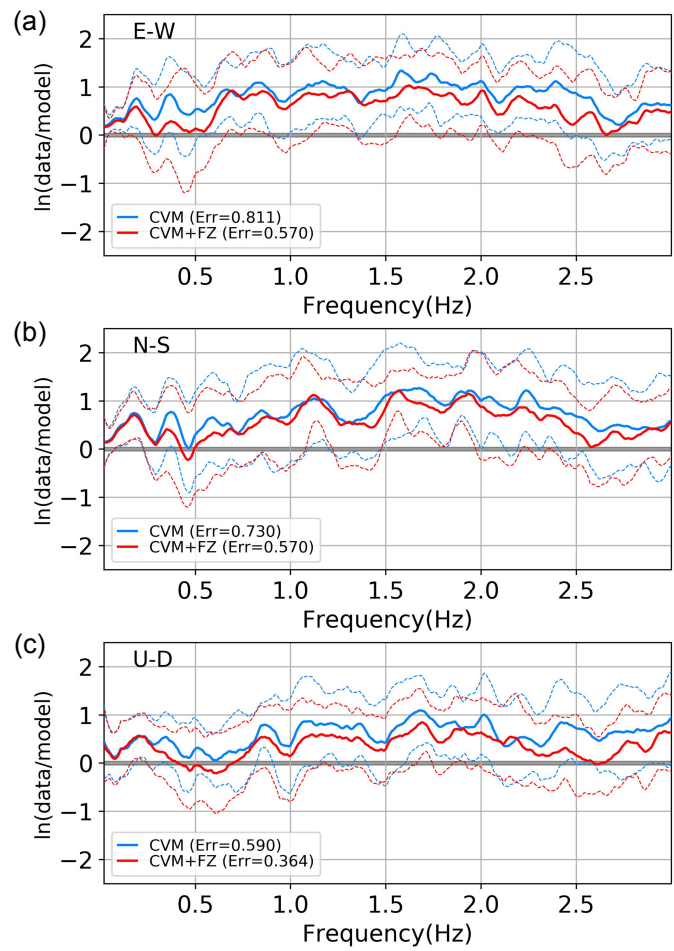 (a)
E-W
2
1
0
−1
−2
ln(data/model)
CVM (Err=0.811)
CVM+FZ (Err=0.570)
0.5 1.0 1.5 2.0 2.5
Frequency(Hz)
(b)
N-S
2
1
0
−1
−2
ln(data/model)
CVM (Err=0.730)
CVM+FZ (Err=0.570)
0.5 1.0 1.5 2.0 2.5
Frequency(Hz)
(c)
U-D
2
1
0
−1
−2
ln(data/model)
CVM (Err=0.590)
CVM+FZ (Err=0.364)
0.5 1.0 1.5 2.0 2.5
Frequency(Hz)